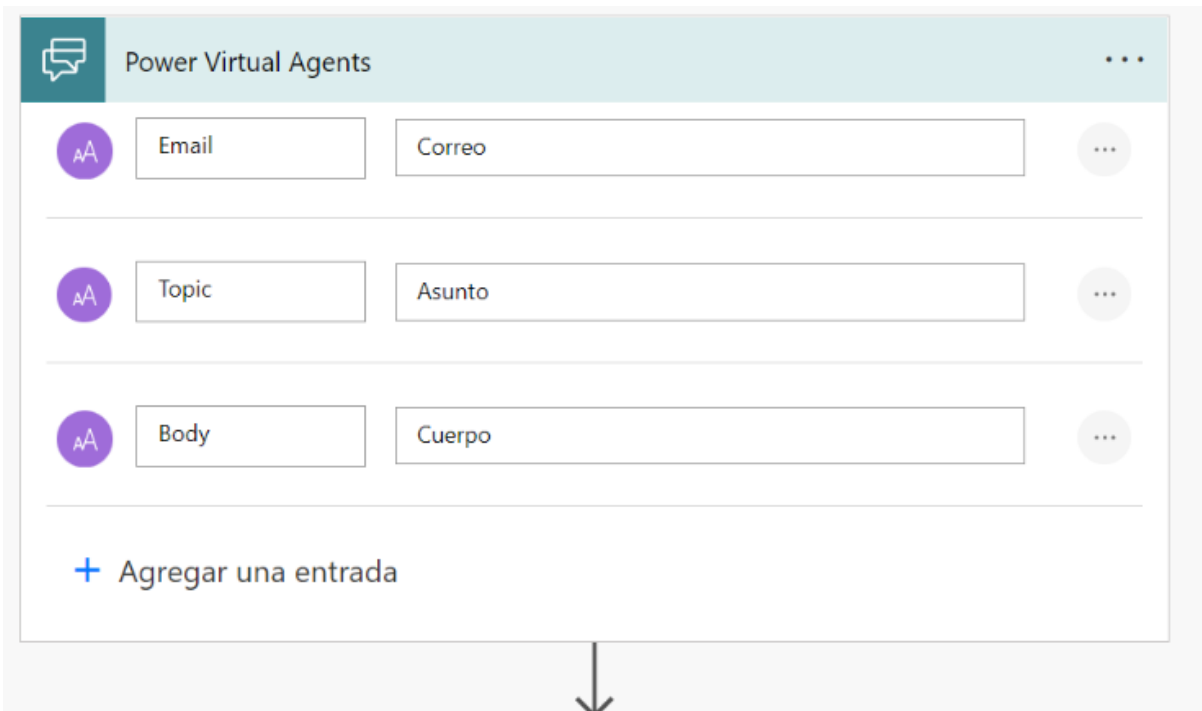 Power Virtual Agents
Email Correo
Topic Asunto
Body Cuerpo
Agregar una entrada